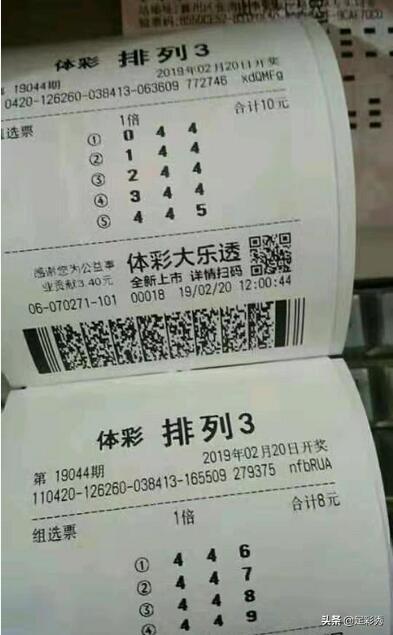 体彩 排列3
19044期 2019年02月20日开奖
0420-126260-038413-063609 772746 xdQMFg
组选票 1倍 合计10元
① 0 4 4
② 1 4 4
③ 2 4 4
④ 3 4 4
⑤ 4 4 5
感谢您为公益事
业贡献3.40元
体彩大乐透
全新上市 详情扫码
06-070271-101 00018 19/02/20 12:00:44
体彩 排列3
第 19044期 2019年02月20日开奖
110420-126260-038413-165509 279375 nfbRUA
组选票 1倍 合计8元
① 4 4 6
② 4 4 7
③ 4 4 8
④ 4 4 9
头条 @足彩秀